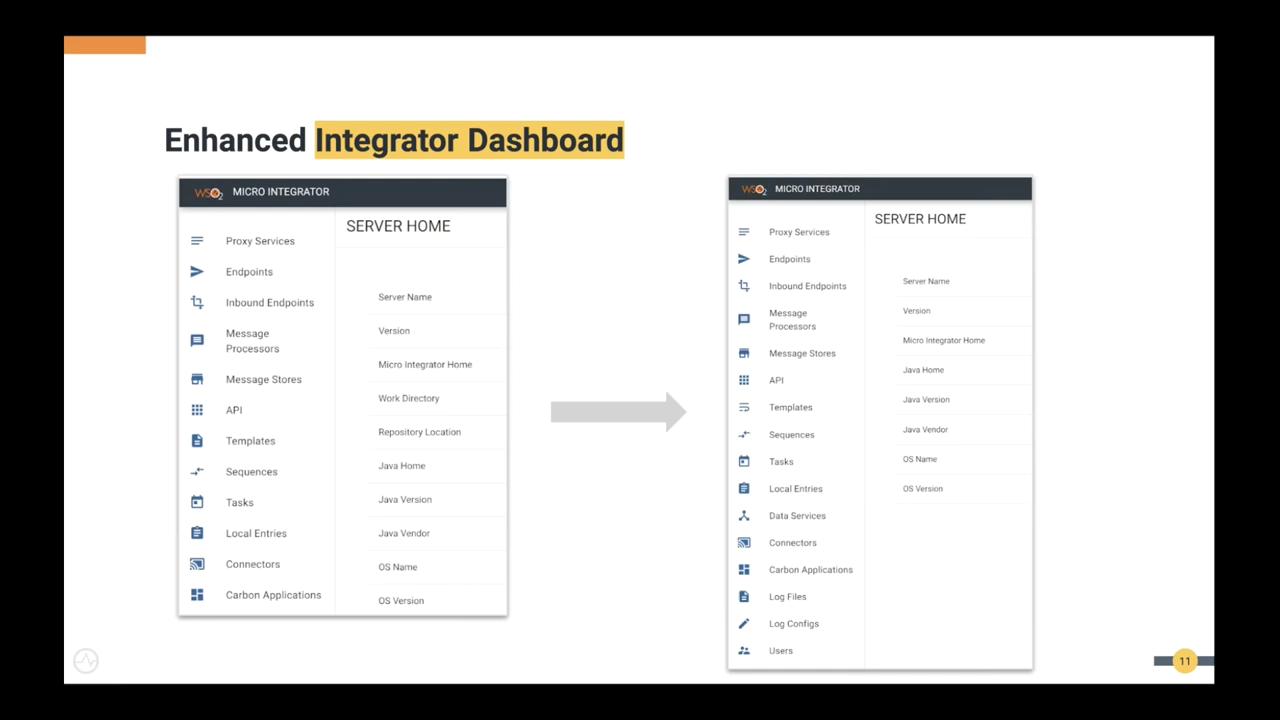 Enhanced Integrator Dashboard
WSO2 MICRO INTEGRATOR
Proxy Services
Endpoints
Inbound Endpoints
Message
Processors
Message Stores
API
Templates
Sequences
Tasks
Local Entries
Connectors
Carbon Applications
SERVER HOME
Server Name
Version
Micro Integrator Home
Work Directory
Repository Location
Java Home
Java Version
Java Vendor
OS Name
OS Version
WSO2 MICRO INTEGRATOR
Proxy Services
Endpoints
Inbound Endpoints
Message
Processors
Message Stores
API
Templates
Sequences
Tasks
Local Entries
Data Services
Connectors
Carbon Applications
Log Files
Log Configs
Users
SERVER HOME
Server Name
Version
Micro Integrator Home
Java Home
Java Version
Java Vendor
OS Name
OS Version
11